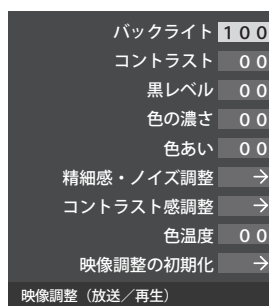 バックライト 100
コントラスト 00
黒レベル 00
色の濃さ 00
色あい 00
精細感・ノイズ調整 →
コントラスト感調整 →
色温度 00
映像調整の初期化 →
映像調整（放送／再生）